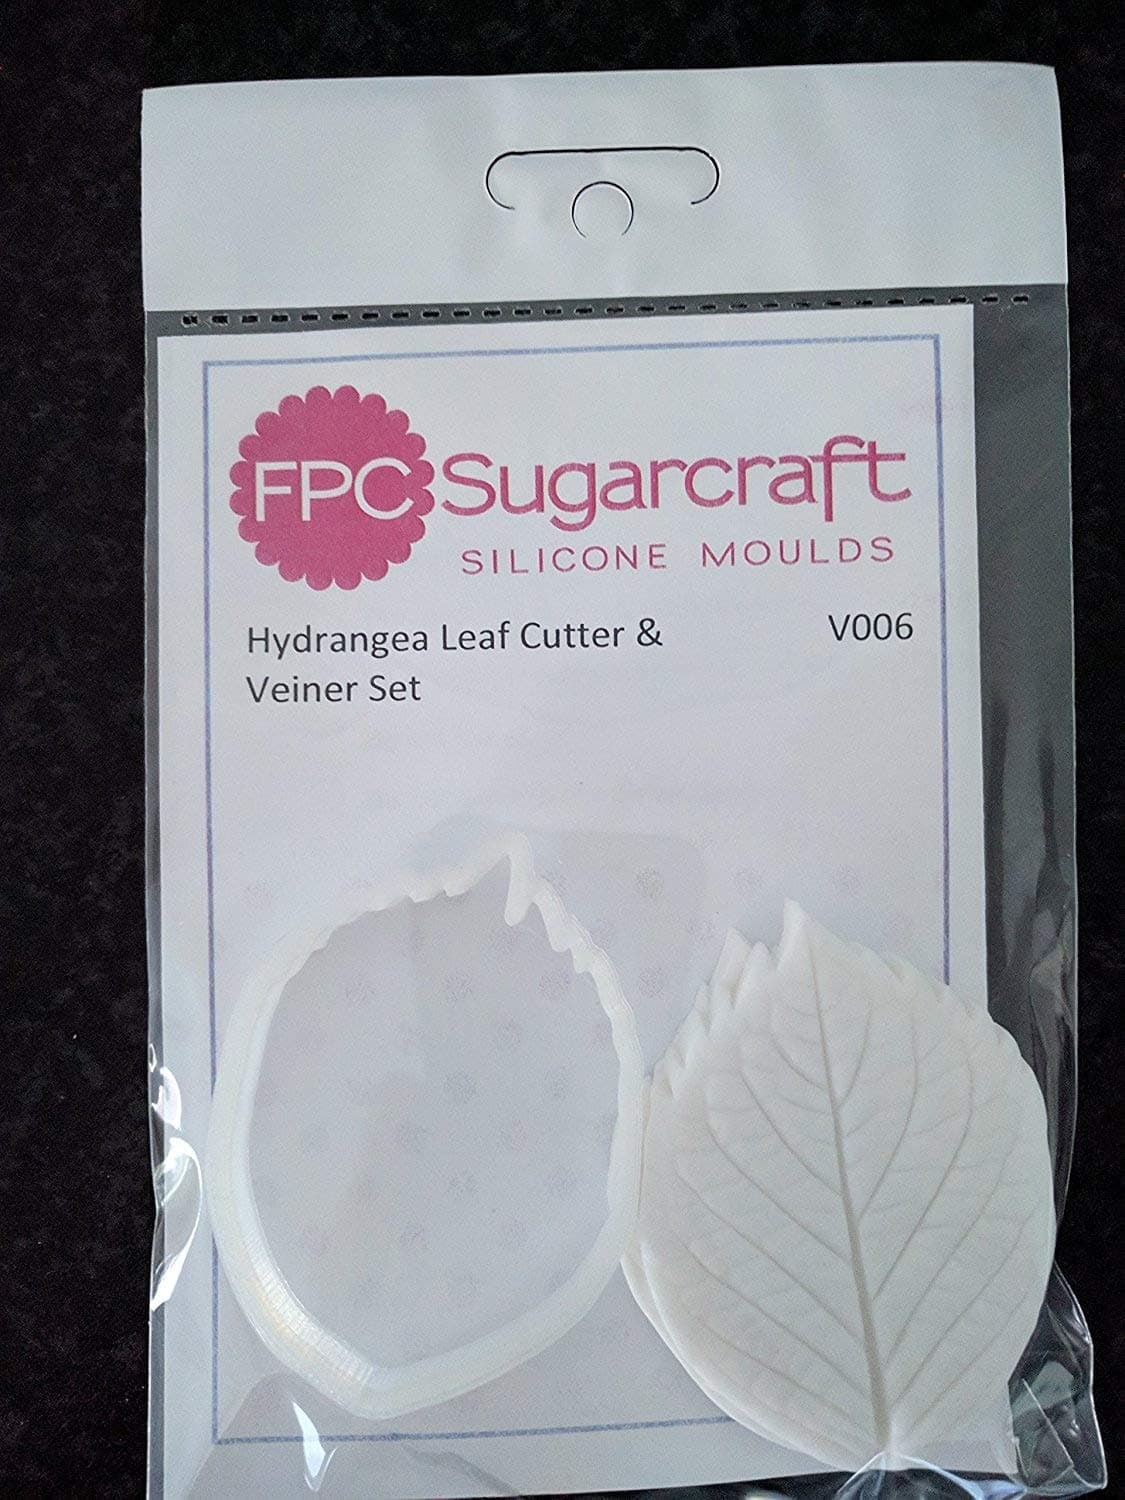 FPC Sugarcraft
SILICONE MOULDS
Hydrangea Leaf Cutter & V006
Veiner Set